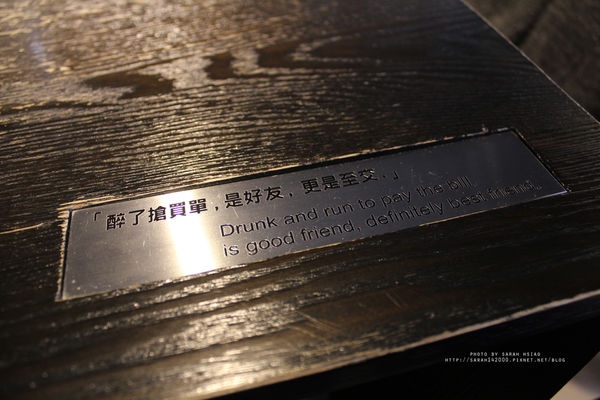 「醉了搶買單，是好友，更是至交.」
Drunk and run to pay the bill,
is good friend, definitely best friend.
PHOTO BY SARAH HSIAO
HTTP://SARAH142000.PIXNET.NET/BLOG